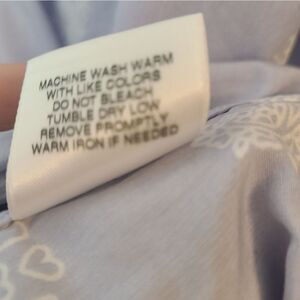 MACHINE WASH WARM
WITH LIKE COLORS
DO NOT BLEACH
TUMBLE DRY LOW
REMOVE PROMPTLY
WARM IRON IF NEEDED